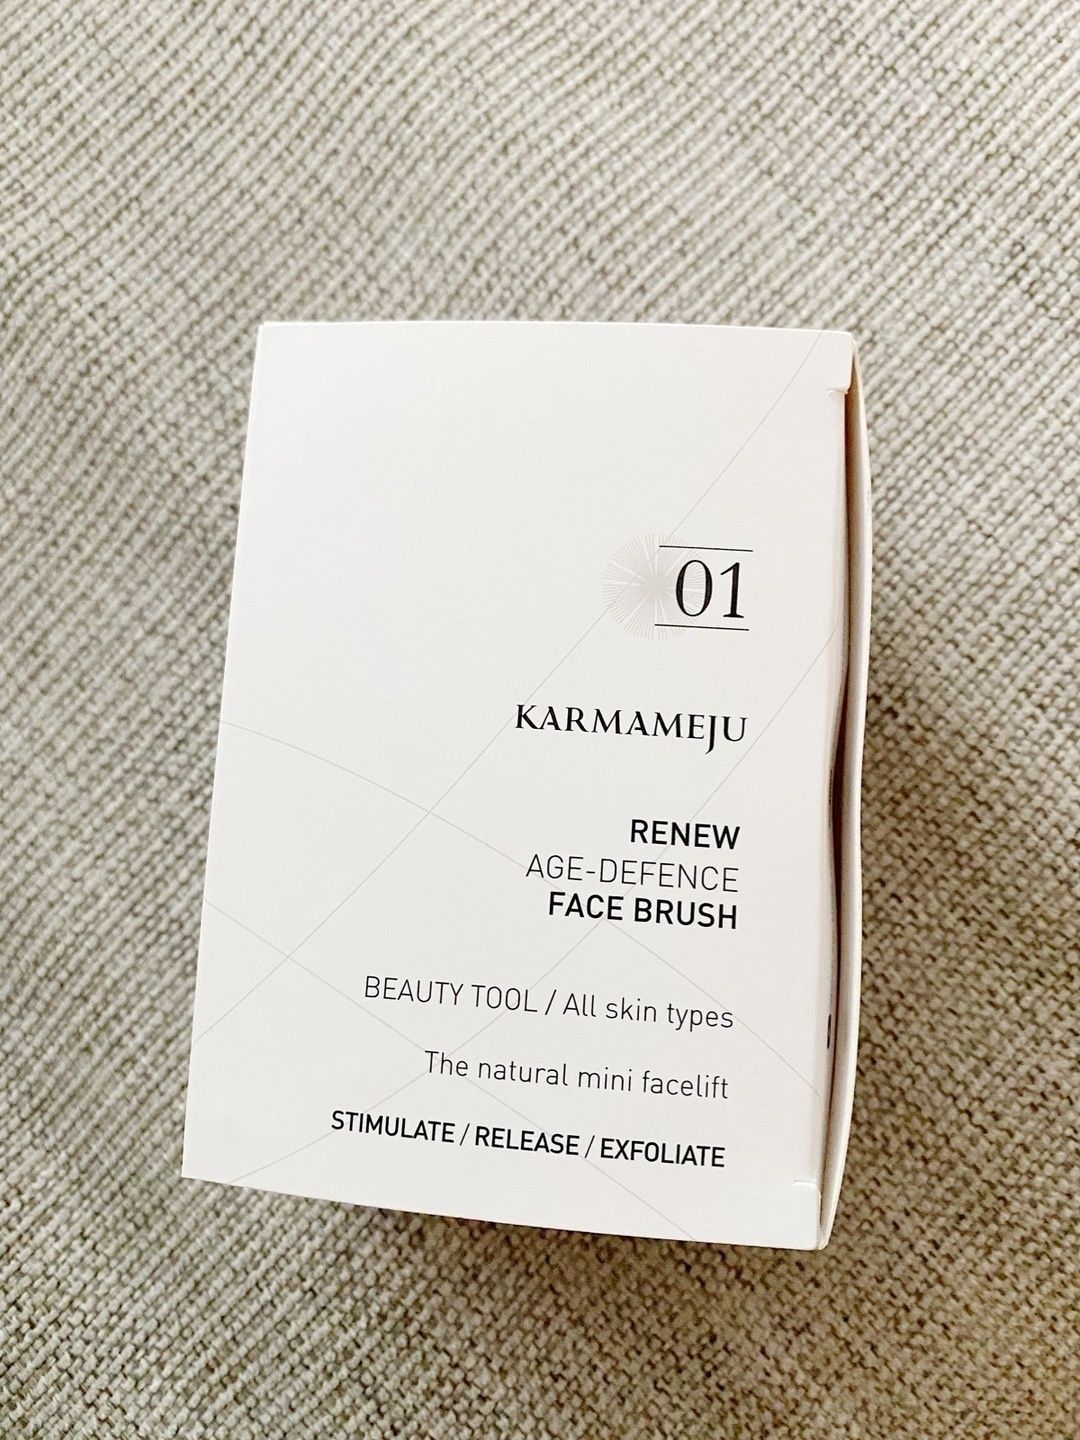 01
KARMAMEJU
RENEW
AGE-DEFENCE
FACE BRUSH
BEAUTY TOOL / All skin types
The natural mini facelift
STIMULATE / RELEASE / EXFOLIATE